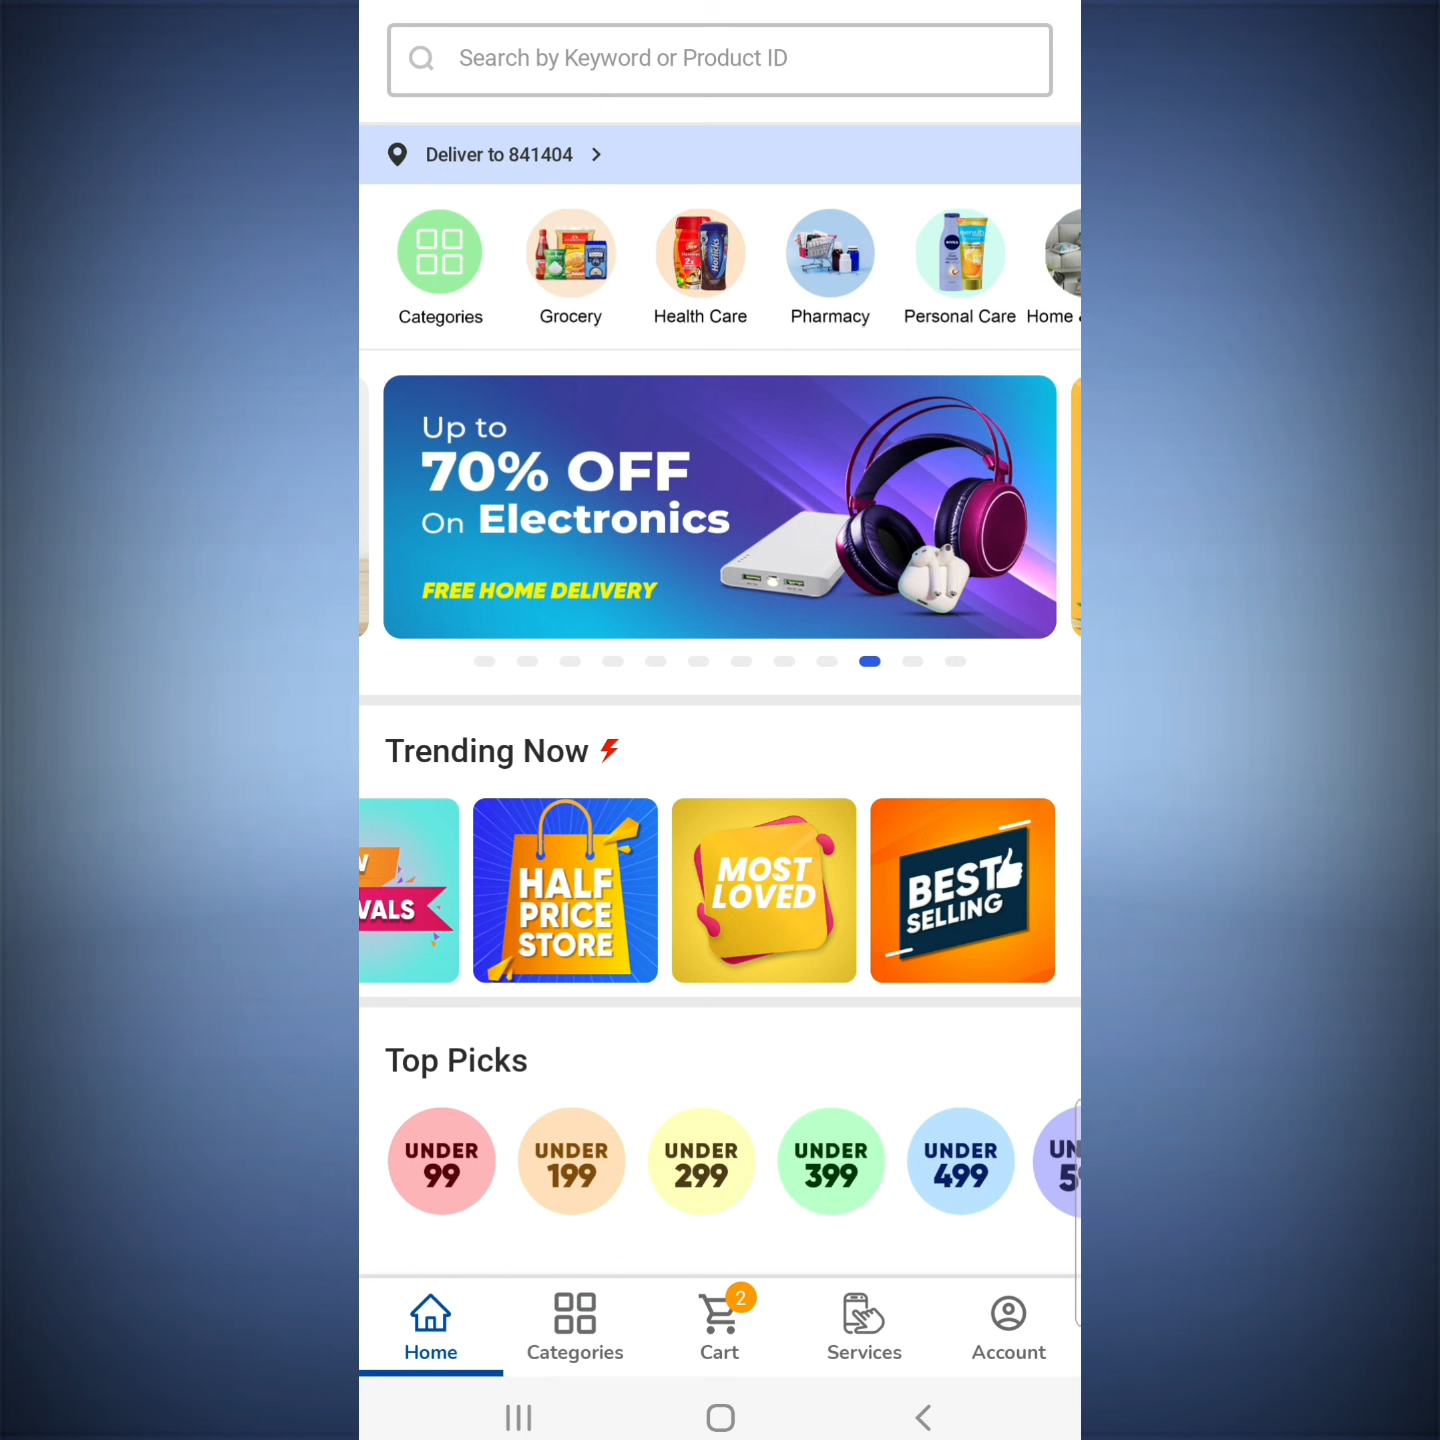 Search by Keyword or Product ID
Deliver to 841404
Categories
Grocery
Health Care
Pharmacy
Personal Care
Home
Up to
70% OFF
On Electronics
FREE HOME DELIVERY
Trending Now
VALS
HALF
PRICE
STORE
MOST
LOVED
BEST
SELLING
Top Picks
UNDER
99
UNDER
199
UNDER
299
UNDER
399
UNDER
499
UN
5
Home
Categories
2
Cart
Services
Account